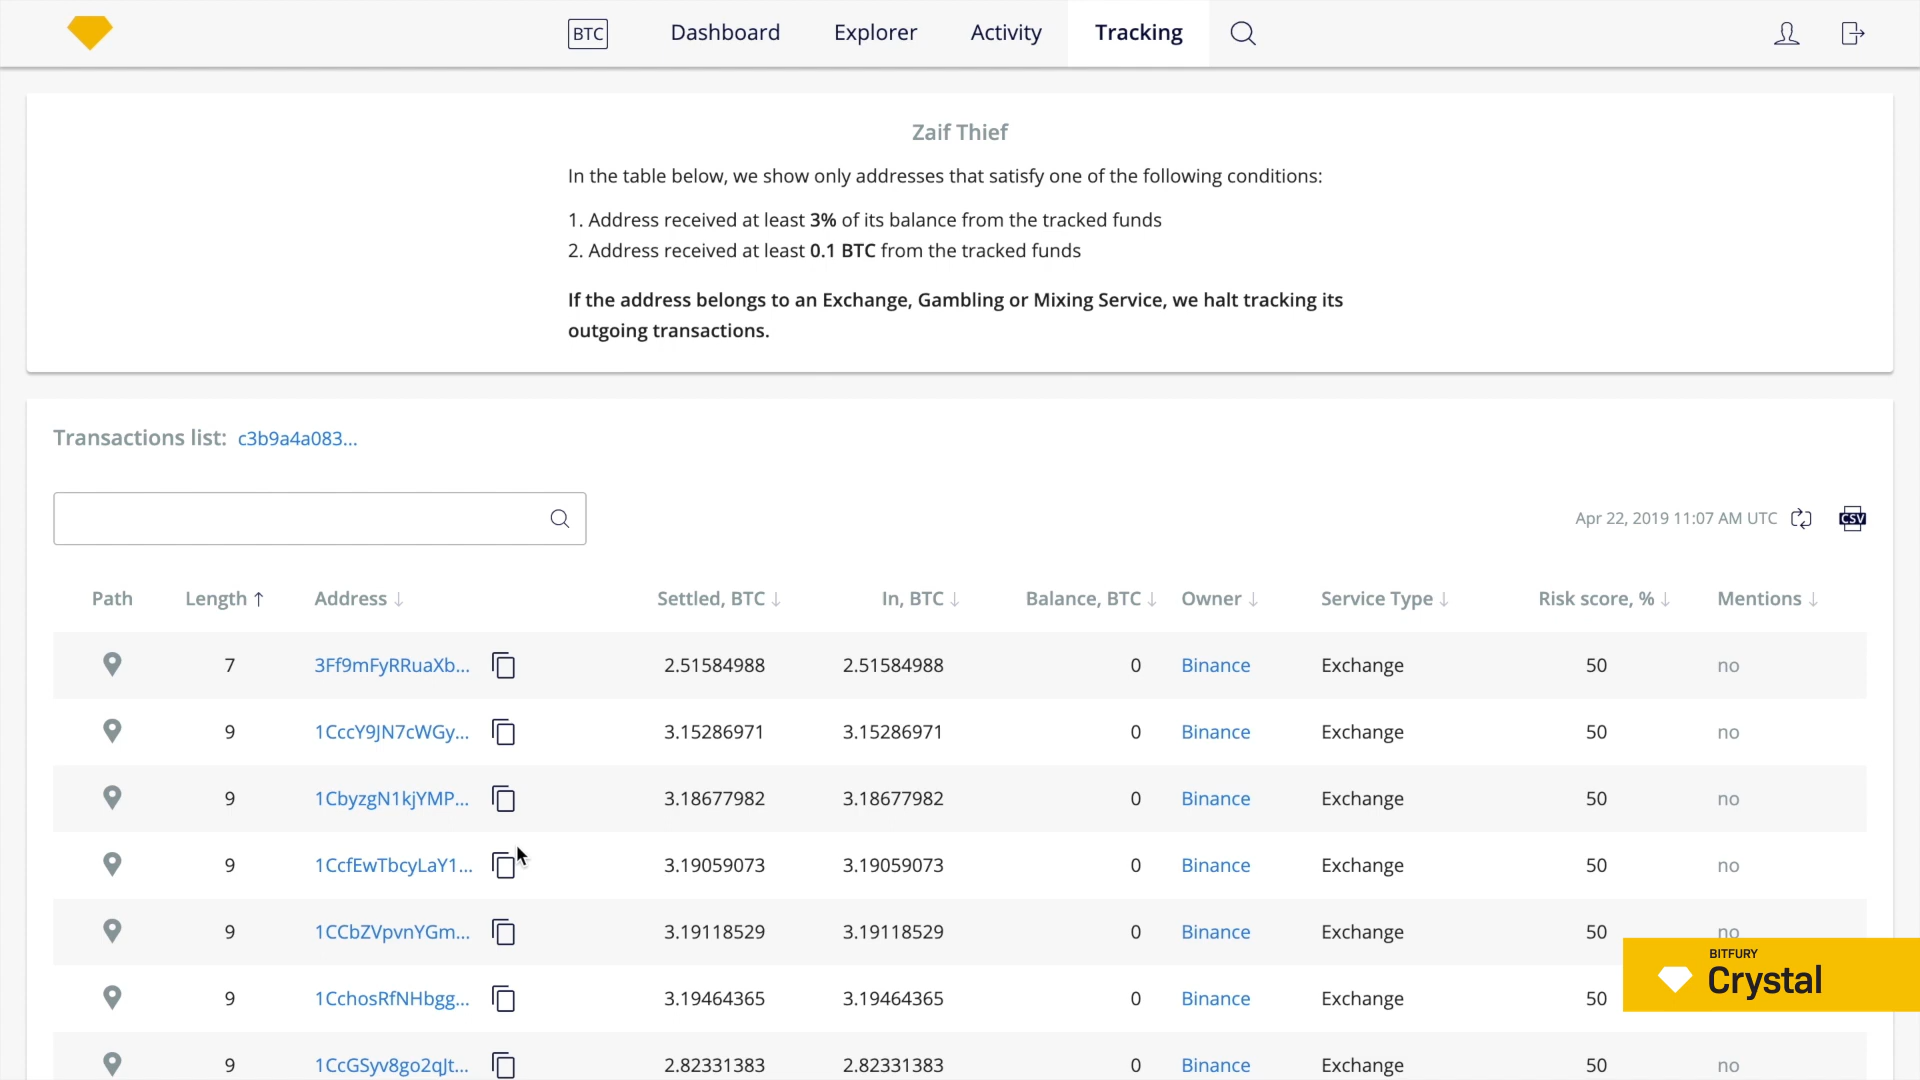 BTC Dashboard Explorer Activity Tracking
Zaif Thief
In the table below, we show only addresses that satisfy one of the following conditions:
1. Address received at least 3% of its balance from the tracked funds
2. Address received at least 0.1 BTC from the tracked funds
If the address belongs to an Exchange, Gambling or Mixing Service, we halt tracking its
outgoing transactions.
Transactions list: c3b9a4a083...
Apr 22, 2019 11:07 AM UTC CSV
Path Length ↑ Address ↓ Settled, BTC ↓ In, BTC ↓ Balance, BTC ↓ Owner ↓ Service Type ↓ Risk score, % ↓ Mentions ↓
7 3Ff9mFyRRuaXb... 2.51584988 2.51584988 0 Binance Exchange 50 no
9 1CccY9JN7cWGy... 3.15286971 3.15286971 0 Binance Exchange 50 no
9 1CbyzgN1kjYMP... 3.18677982 3.18677982 0 Binance Exchange 50 no
9 1CcfEwTbcyLaY1... 3.19059073 3.19059073 0 Binance Exchange 50 no
9 1CCbZVpvnYGm... 3.19118529 3.19118529 0 Binance Exchange 50 no
9 1CchosRfNHbgg... 3.19464365 3.19464365 0 Binance Exchange 50
BITFURY
Crystal
9 1CcGSyv8go2qJt... 2.82331383 2.82331383 0 Binance Exchange 50 no